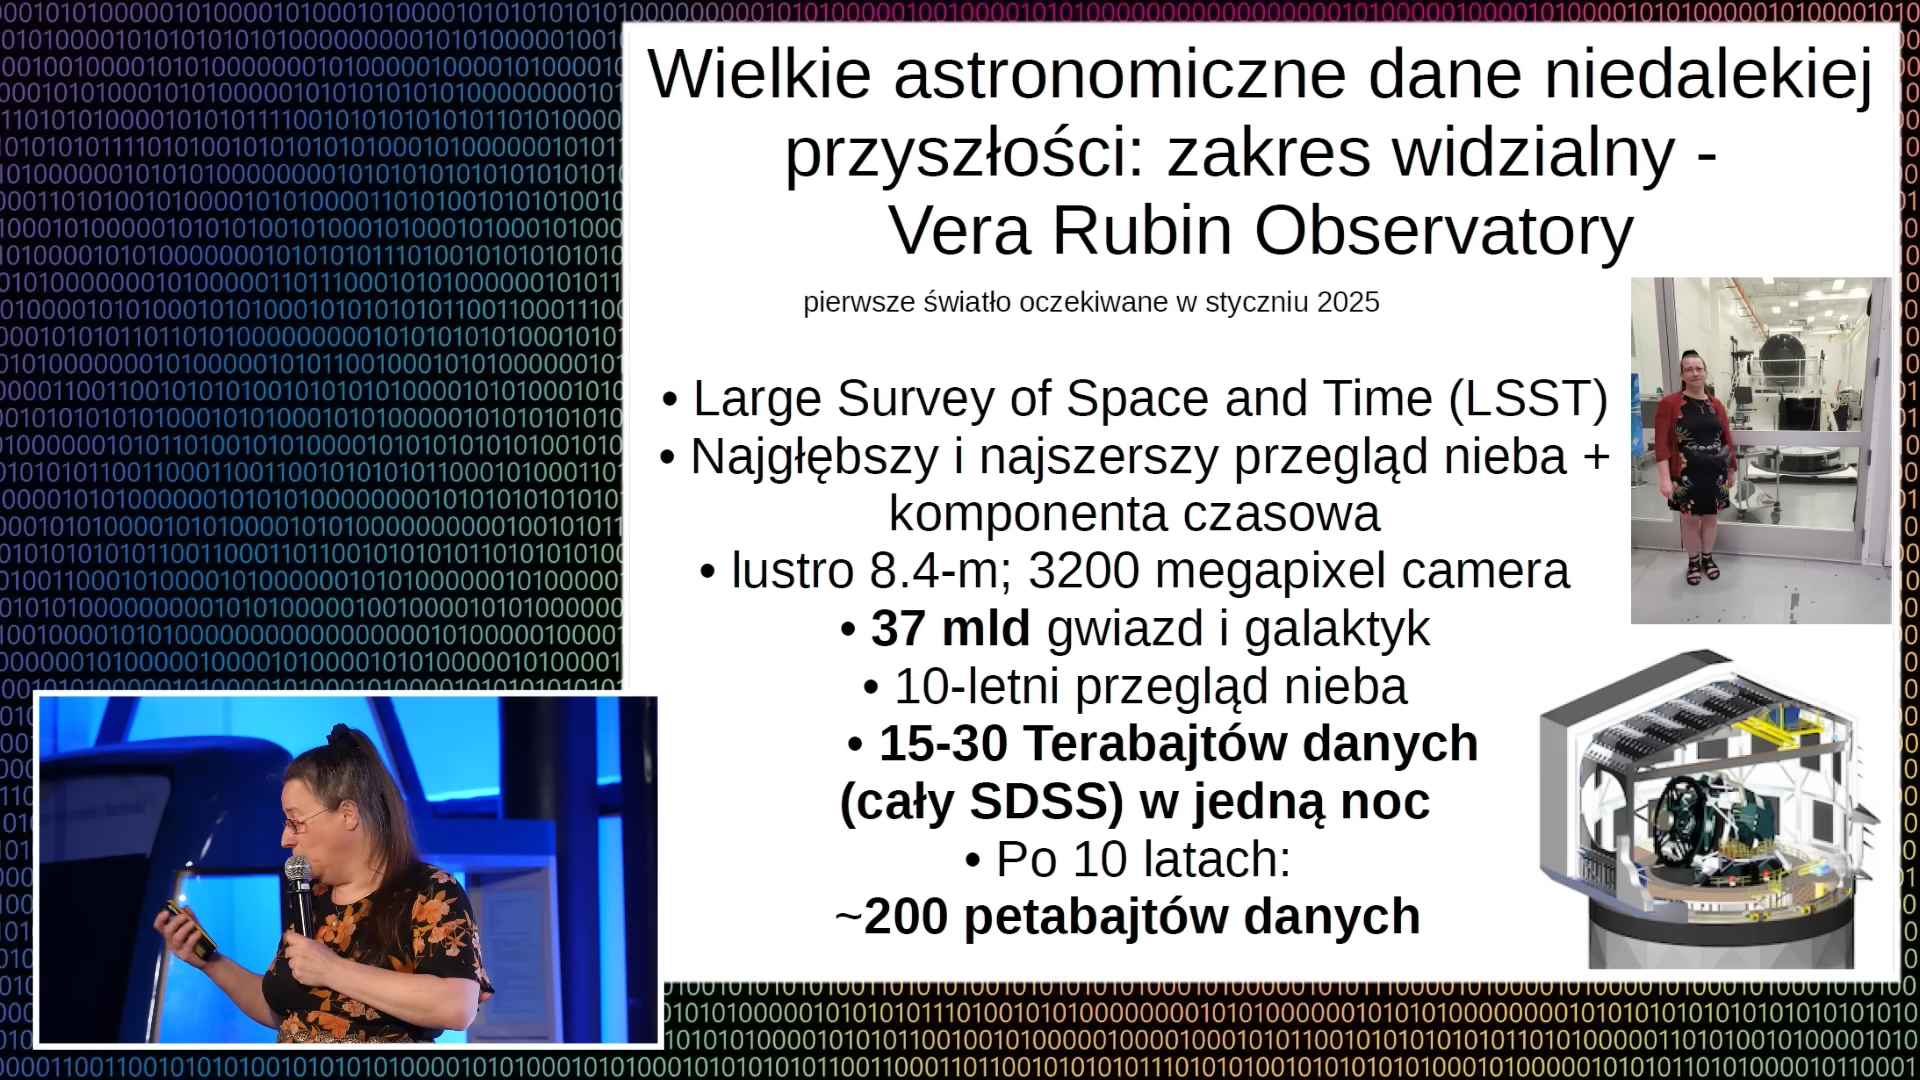 Wielkie astronomiczne dane niedalekiej
przyszłości: zakres widzialny -
Vera Rubin Observatory
pierwsze światło oczekiwane w styczniu 2025
• Large Survey of Space and Time (LSST)
• Najgłębszy i najszerszy przegląd nieba +
komponenta czasowa
• lustro 8.4-m; 3200 megapixel camera
• 37 mld gwiazd i galaktyk
• 10-letni przegląd nieba
• 15-30 Terabajtów danych
(cały SDSS) w jedną noc
• Po 10 latach:
~200 petabajtów danych